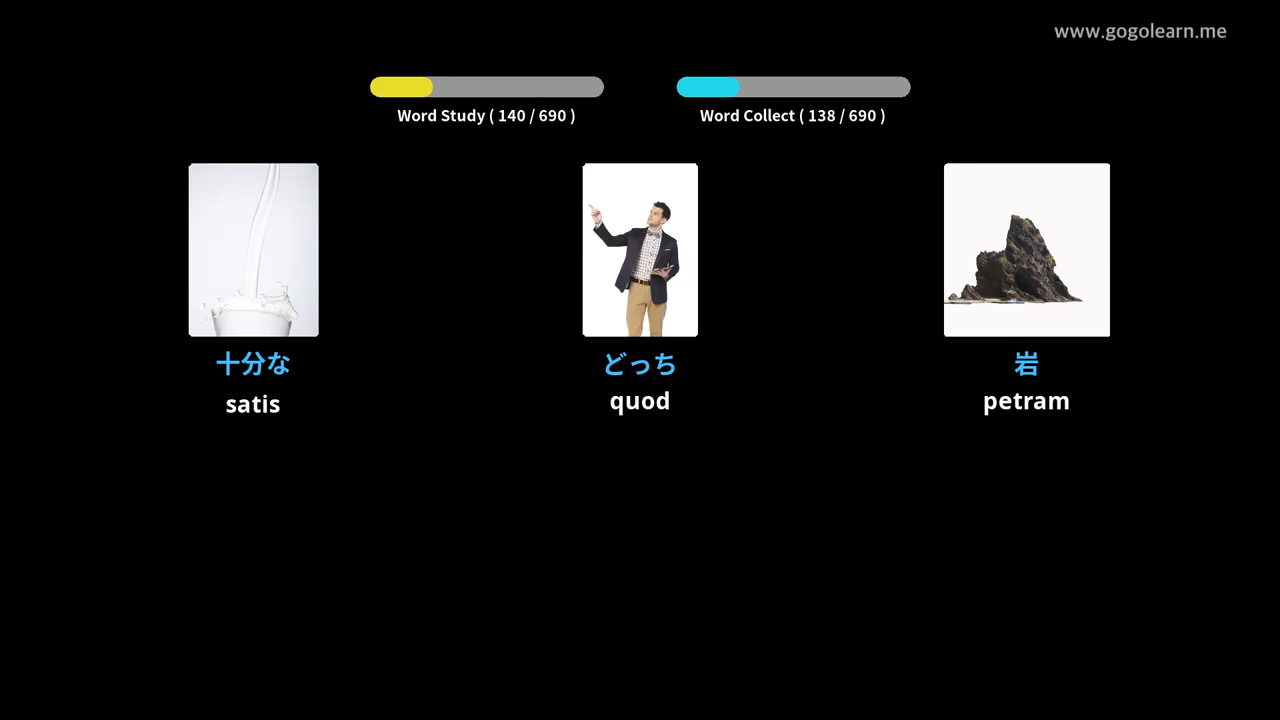 www.gogolearn.me
Word Study ( 140 / 690 )
Word Collect ( 138 / 690 )
十分な
どっち
岩
satis
quod
petram